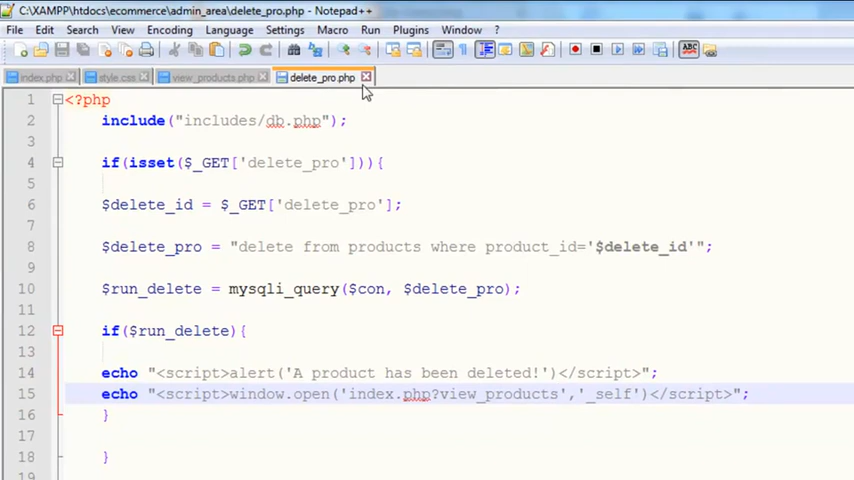 C:\XAMPP\htdocs\ecommerce\admin_area\delete_pro.php - Notepad++
File Edit Search View Encoding Language Settings Macro Run Plugins Window ?
index.php style.css view_products.php delete_pro.php
1 <?php
2 include("includes/db.php");
3
4 if(isset($_GET['delete_pro'])){
5
6 $delete_id = $_GET['delete_pro'];
7
8 $delete_pro = "delete from products where product_id='$delete_id'";
9
10 $run_delete = mysqli_query($con, $delete_pro);
11
12 if($run_delete){
13
14 echo "<script>alert('A product has been deleted!')</script>";
15 echo "<script>window.open('index.php?view_products','_self')</script>";
16 }
17
18 }
19